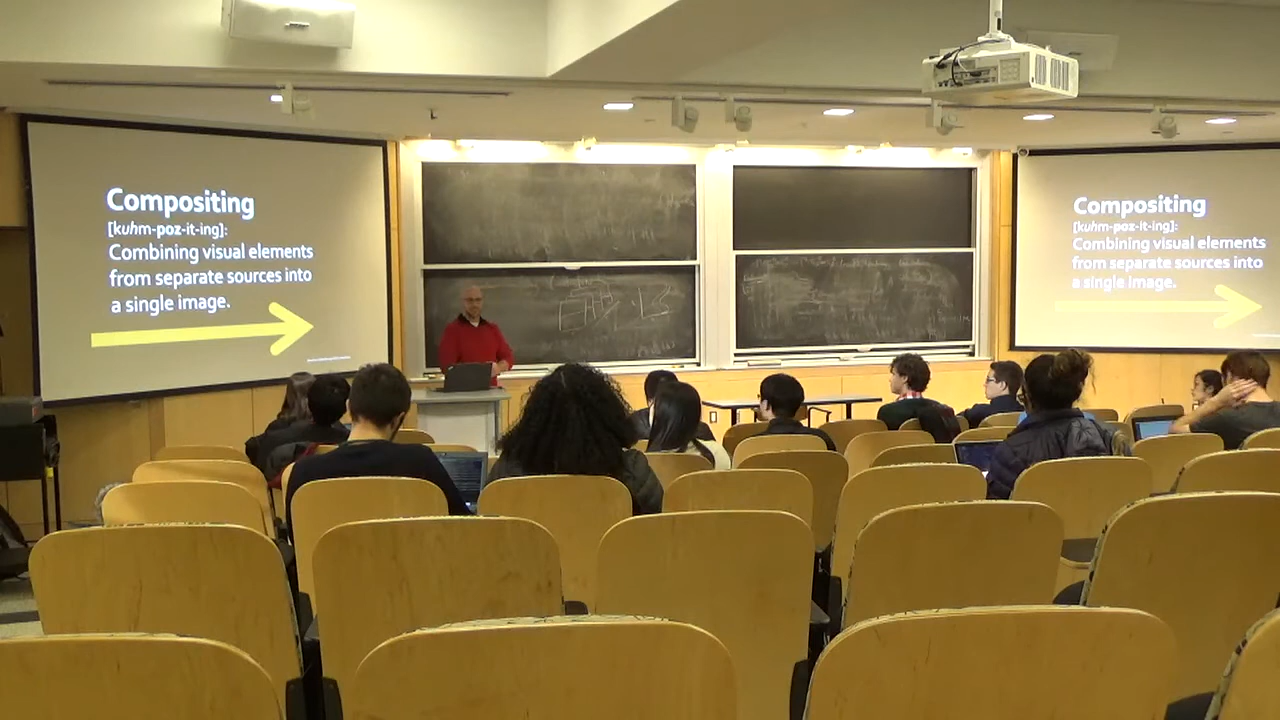 Compositing
[kuhm-poz-it-ing]:
Combining visual elements
from separate sources into
a single image.
Compositing
[kuhm-poz-it-ing]:
Combining visual elements
from separate sources into
a single image.